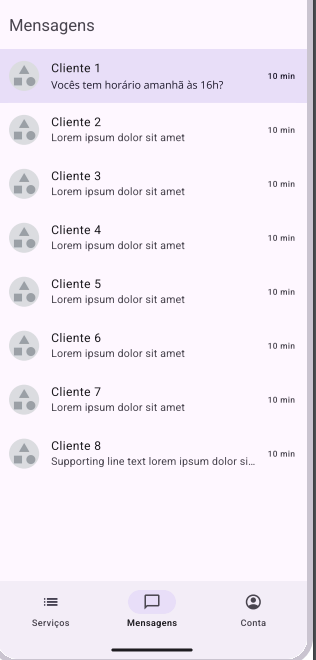 Mensagens
Cliente 1
Vocês tem horário amanhã às 16h?
10 min
Cliente 2
Lorem ipsum dolor sit amet
10 min
Cliente 3
Lorem ipsum dolor sit amet
10 min
Cliente 4
Lorem ipsum dolor sit amet
10 min
Cliente 5
Lorem ipsum dolor sit amet
10 min
Cliente 6
Lorem ipsum dolor sit amet
10 min
Cliente 7
Lorem ipsum dolor sit amet
10 min
Cliente 8
Supporting line text lorem ipsum dolor si...
10 min
Serviços
Mensagens
Conta